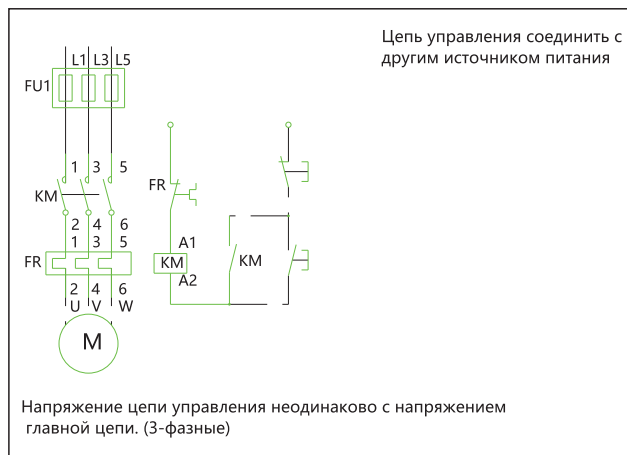 Цепь управления соединить с
другим источником питания
L1 L3 L5
FU1
1 3 5
KM
FR
2 4 6
1 3 5
A1
FR
KM
KM
A2
2 4 6
U V W
M
Напряжение цепи управления неодинаково с напряжением
главной цепи. (3-фазные)